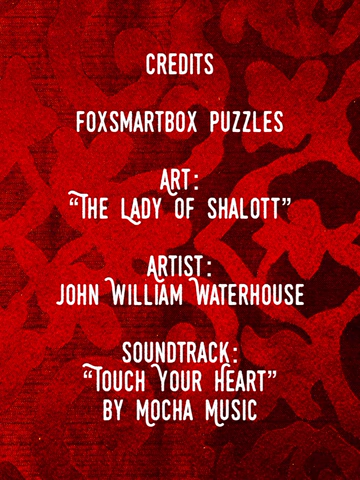 CREDITS
FOXSMARTBOX PUZZLES
ART:
“THE LADY OF SHALOTT”
ARTIST:
JOHN WILLIAM WATERHOUSE
SOUNDTRACK:
“TOUCH YOUR HEART”
BY MOCHA MUSIC